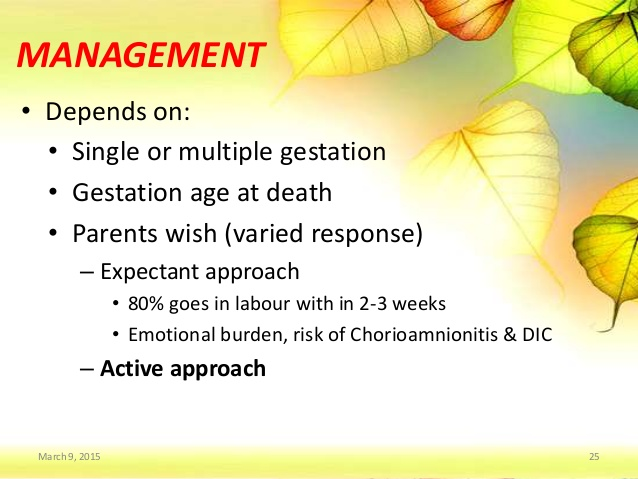 MANAGEMENT
• Depends on:
• Single or multiple gestation
• Gestation age at death
• Parents wish (varied response)
– Expectant approach
• 80% goes in labour with in 2-3 weeks
• Emotional burden, risk of Chorioamnionitis & DIC
– Active approach
March 9, 2015
25